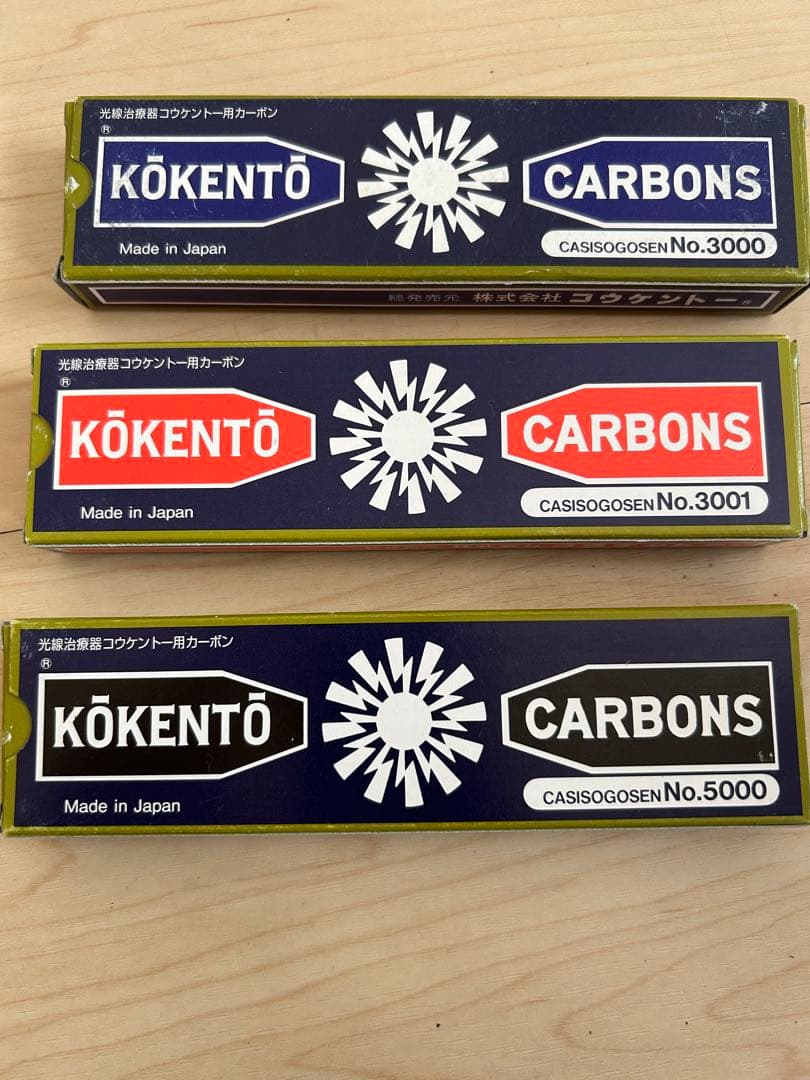 光線治療器コウケントー用カーボン
®
KŌKENTŌ CARBONS
Made in Japan
CASISOGOSEN No.3000
総発売元 株式会社 コウケントー®
光線治療器コウケントー用カーボン
®
KŌKENTŌ CARBONS
Made in Japan
CASISOGOSEN No.3001
光線治療器コウケントー用カーボン
®
KŌKENTŌ CARBONS
Made in Japan
CASISOGOSEN No.5000